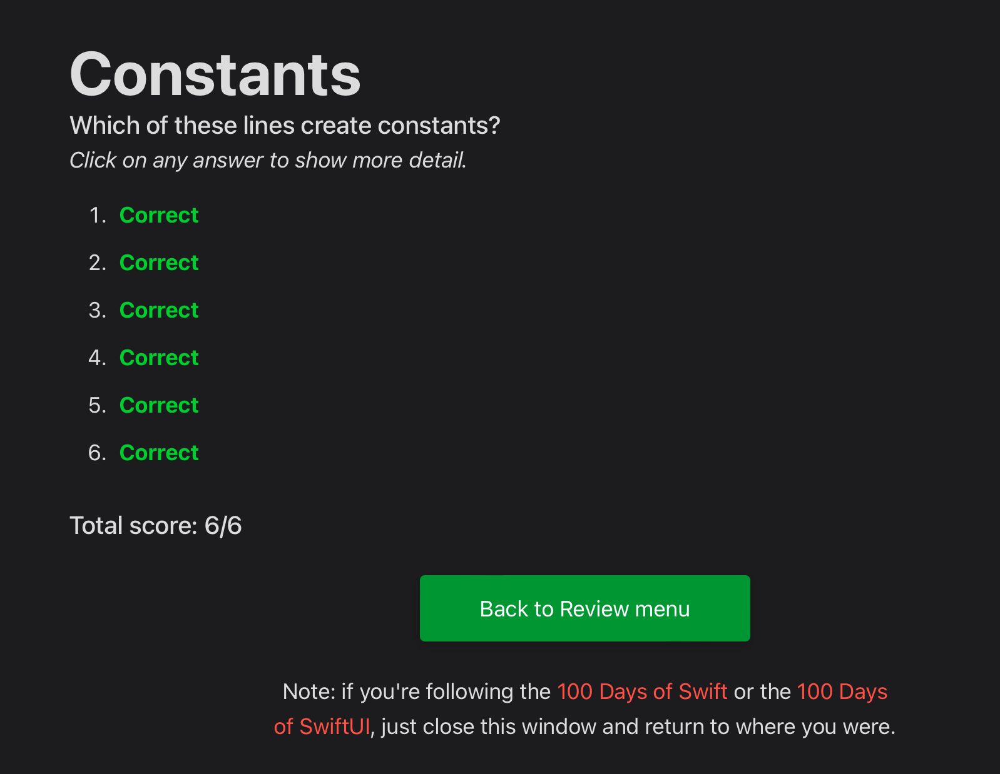 Constants
Which of these lines create constants?
Click on any answer to show more detail.
1. Correct
2. Correct
3. Correct
4. Correct
5. Correct
6. Correct
Total score: 6/6
Back to Review menu
Note: if you're following the 100 Days of Swift or the 100 Days
of SwiftUI, just close this window and return to where you were.